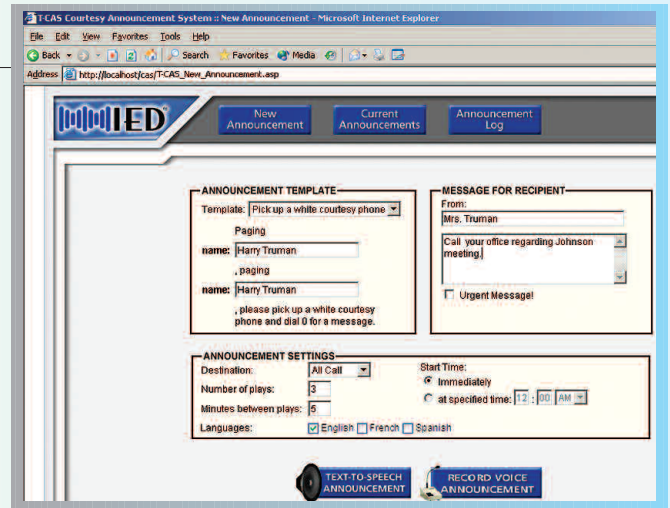 T-CAS Courtesy Announcement System :: New Announcement - Microsoft Internet Explorer
File Edit View Favorites Tools Help
Back Search Favorites Media
Address http://localhost/cas/T-CAS_New_Announcement.asp
IED
New Announcement
Current Announcements
Announcement Log
ANNOUNCEMENT TEMPLATE
Template: Pick up a white courtesy phone
Paging
name: Harry Truman
, paging
name: Harry Truman
, please pick up a white courtesy
phone and dial 0 for a message.
MESSAGE FOR RECIPIENT
From:
Mrs. Truman
Call your office regarding Johnson
meeting.
Urgent Message!
ANNOUNCEMENT SETTINGS
Destination: All Call
Number of plays: 3
Minutes between plays: 5
Languages: English French Spanish
Start Time:
Immediately
at specified time: 12 : 00 AM
TEXT-TO-SPEECH
ANNOUNCEMENT
RECORD VOICE
ANNOUNCEMENT